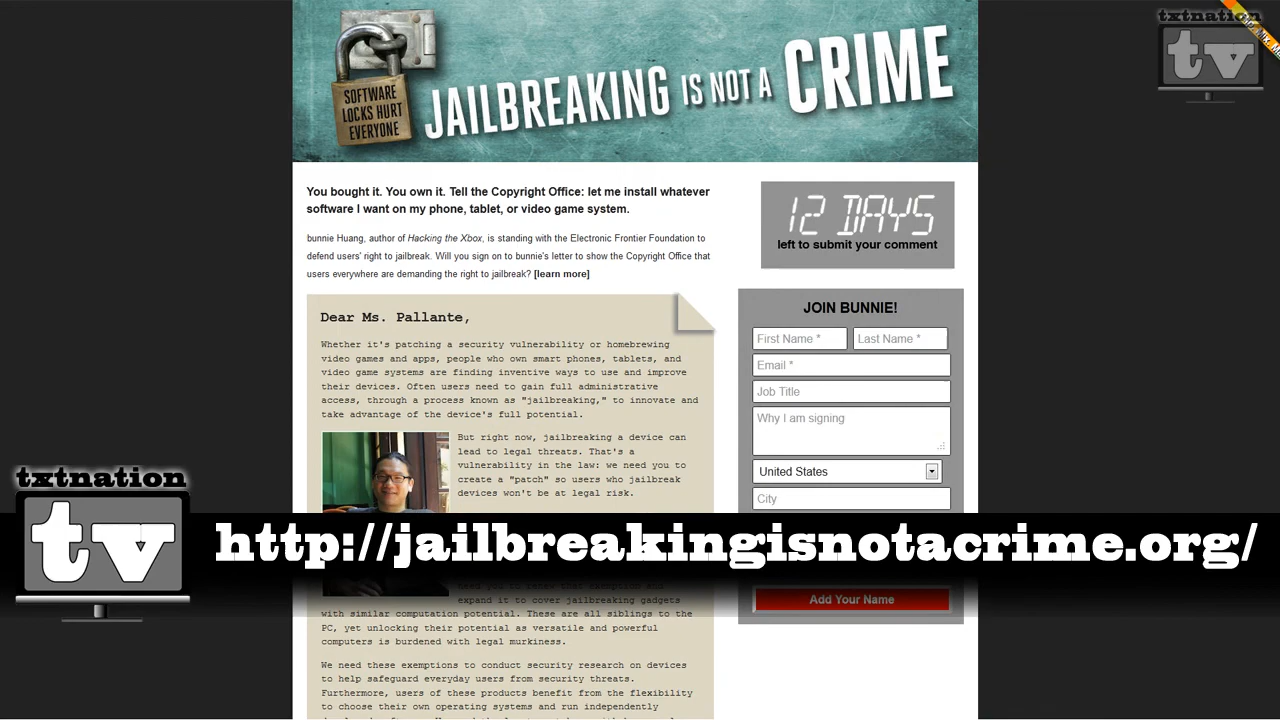 SOFTWARE
LOCKS HURT
EVERYONE
JAILBREAKING IS NOT A CRIME
txtnation
tv
You bought it. You own it. Tell the Copyright Office: let me install whatever
software I want on my phone, tablet, or video game system.
bunnie Huang, author of Hacking the Xbox, is standing with the Electronic Frontier Foundation to
defend users' right to jailbreak. Will you sign on to bunnie's letter to show the Copyright Office that
users everywhere are demanding the right to jailbreak? [learn more]
12 DAYS
left to submit your comment
Dear Ms. Pallante,
Whether it's patching a security vulnerability or homebrewing
video games and apps, people who own smart phones, tablets, and
video game systems are finding inventive ways to use and improve
their devices. Often users need to gain full administrative
access, through a process known as "jailbreaking," to innovate and
take advantage of the device's full potential.
But right now, jailbreaking a device can
lead to legal threats. That's a
vulnerability in the law: we need you to
create a "patch" so users who jailbreak
devices won't be at legal risk.
JOIN BUNNIE!
First Name * Last Name *
Email *
Job Title
Why I am signing
United States
City
txtnation
tv
http://jailbreakingisnotacrime.org/
need you to renew that exemption and
expand it to cover jailbreaking gadgets
with similar computation potential. These are all siblings to the
PC, yet unlocking their potential as versatile and powerful
computers is burdened with legal murkiness.
Add Your Name
We need these exemptions to conduct security research on devices
to help safeguard everyday users from security threats.
Furthermore, users of these products benefit from the flexibility
to choose their own operating systems and run independently